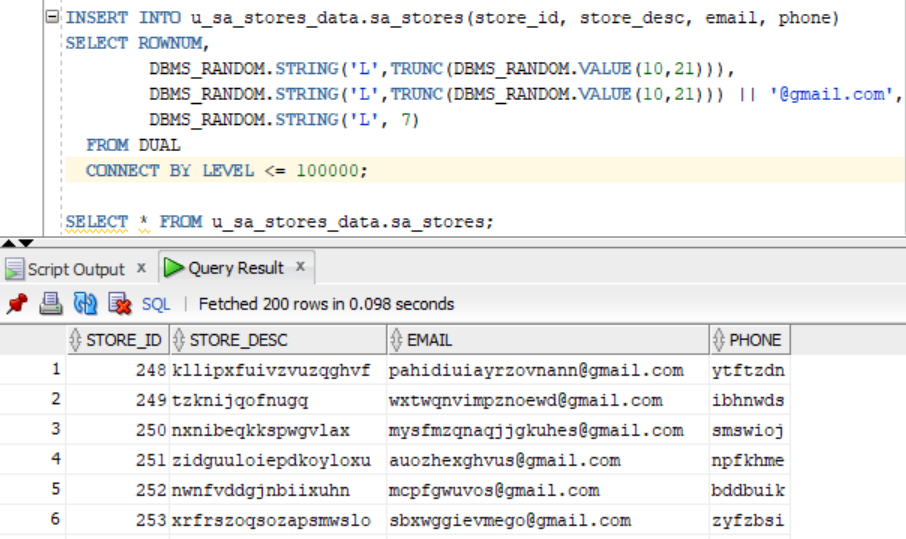 INSERT INTO u_sa_stores_data.sa_stores(store_id, store_desc, email, phone)
SELECT ROWNUM,
DBMS_RANDOM.STRING('L',TRUNC(DBMS_RANDOM.VALUE(10,21))),
DBMS_RANDOM.STRING('L',TRUNC(DBMS_RANDOM.VALUE(10,21))) || '@gmail.com',
DBMS_RANDOM.STRING('L', 7)
FROM DUAL
CONNECT BY LEVEL <= 100000;
SELECT * FROM u_sa_stores_data.sa_stores;
Script Output x Query Result x
SQL | Fetched 200 rows in 0.098 seconds
STORE_ID STORE_DESC EMAIL PHONE
1 248 kllipxfuivzvuzqghvf pahidiuiayrzovnann@gmail.com ytftzdn
2 249 tzknijqofnugq wxtwqnvimpznoewd@gmail.com ibhnwds
3 250 nxnibeqkkspwgvlax mysfmzqnaqjjgkuhes@gmail.com smswioj
4 251 zidguuloiepdkoyloxu auozhexghvus@gmail.com npfkhme
5 252 nwnfvddgjnbiixuhn mcpfgwuvos@gmail.com bddbuik
6 253 xrfrszoqsozapsmwslo sbxwggievmego@gmail.com zyfzbsi